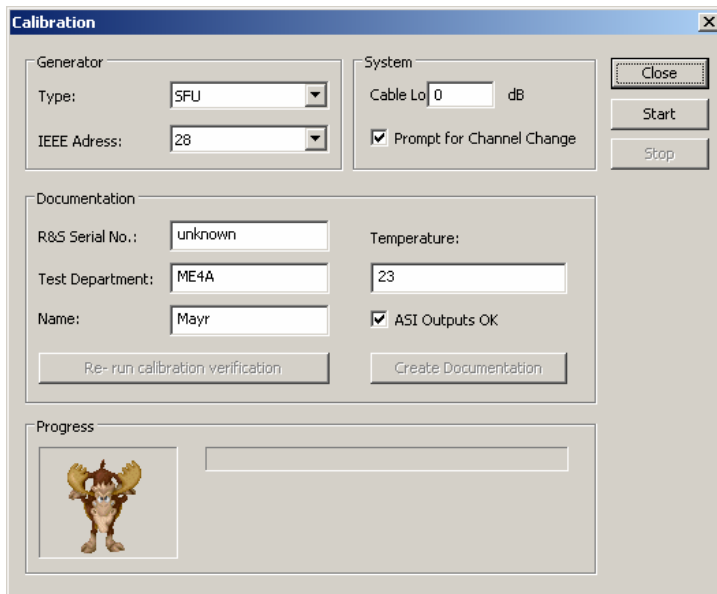 Calibration
Generator
Type: SFU
IEEE Adress: 28
System
Cable Lo 0 dB
Prompt for Channel Change
Close
Start
Stop
Documentation
R&S Serial No.: unknown
Test Department: ME4A
Name: Mayr
Temperature:
23
ASI Outputs OK
Re- run calibration verification
Create Documentation
Progress